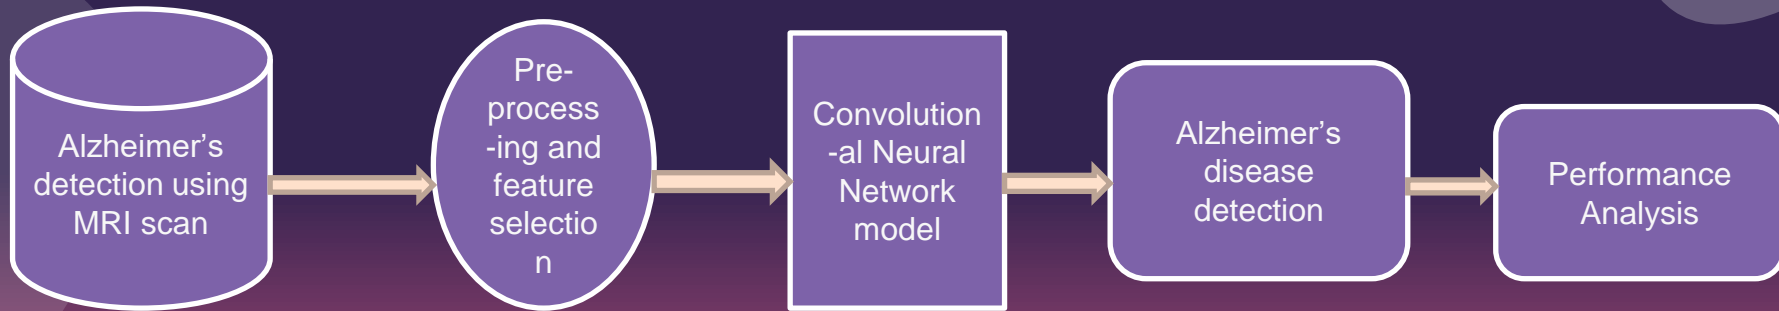 Alzheimer’s
detection using
MRI scan
Pre-
process
-ing and
feature
selectio
n
Convolution
-al Neural
Network
model
Alzheimer’s
disease
detection
Performance
Analysis